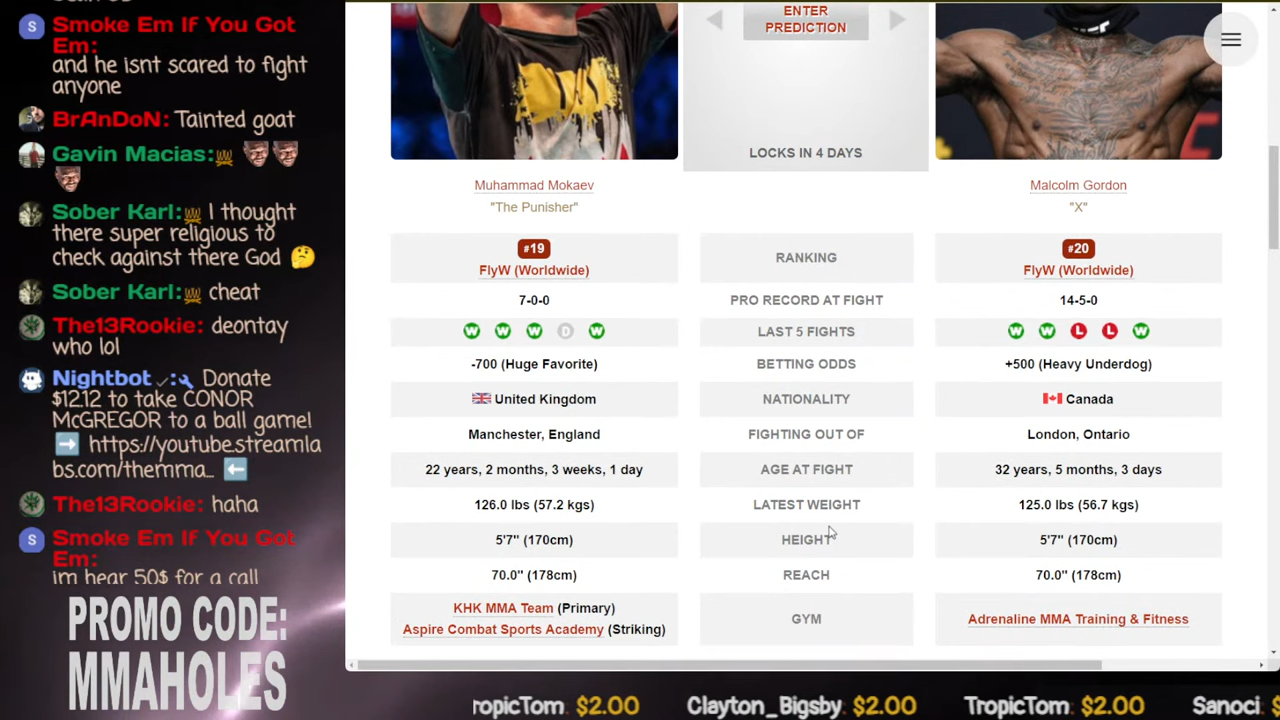 Smoke Em If You Got
Em:
and he isnt scared to fight
anyone
BrAnDoN: Tainted goat
Gavin Macias:
Sober Karl: I thought
there super religious to
check against there God 🤔
Sober Karl: cheat
The13Rookie: deontay
who lol
Nightbot : Donate
$12.12 to take CONOR
McGREGOR to a ball game!
➡️ https://youtube.streamla
bs.com/themma... ⬅️
The13Rookie: haha
Smoke Em If You Got
Em:
im hear 50$ for a call
PROMO CODE:
MMAHOLES
ENTER
PREDICTION
LOCKS IN 4 DAYS
Muhammad Mokaev
"The Punisher"
Malcolm Gordon
"X"
#19
FlyW (Worldwide)
RANKING
#20
FlyW (Worldwide)
7-0-0 PRO RECORD AT FIGHT 14-5-0
W W W D W LAST 5 FIGHTS W W L L W
-700 (Huge Favorite) BETTING ODDS +500 (Heavy Underdog)
United Kingdom NATIONALITY Canada
Manchester, England FIGHTING OUT OF London, Ontario
22 years, 2 months, 3 weeks, 1 day AGE AT FIGHT 32 years, 5 months, 3 days
126.0 lbs (57.2 kgs) LATEST WEIGHT 125.0 lbs (56.7 kgs)
5'7" (170cm) HEIGHT 5'7" (170cm)
70.0" (178cm) REACH 70.0" (178cm)
KHK MMA Team (Primary)
Aspire Combat Sports Academy (Striking)
GYM
Adrenaline MMA Training & Fitness
ropicTom: $2.00 Clayton_Bigsby: $2.00 TropicTom: $2.00 Sanoci